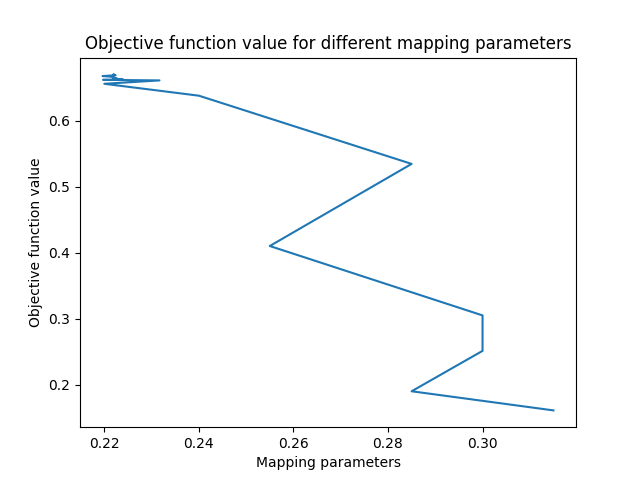 Objective function value for different mapping parameters
Objective function value
0.6
0.5
0.4
0.3
0.2
0.22 0.24 0.26 0.28 0.30
Mapping parameters